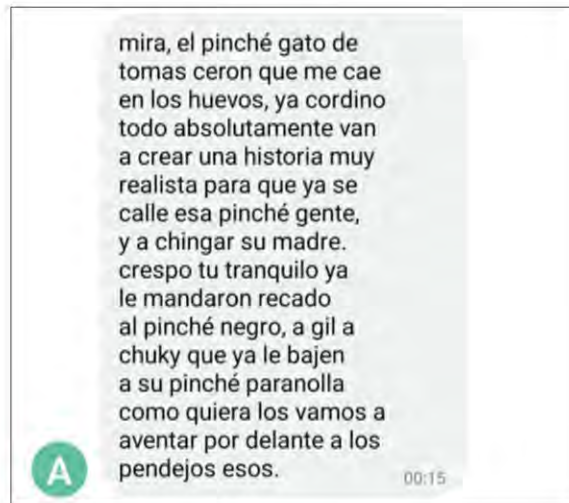 mira, el pinché gato de
tomas ceron que me cae
en los huevos, ya cordino
todo absolutamente van
a crear una historia muy
realista para que ya se
calle esa pinché gente,
y a chingar su madre.
crespo tu tranquilo ya
le mandaron recado
al pinché negro, a gil a
chuky que ya le bajen
a su pinché paranolla
como quiera los vamos a
aventar por delante a los
pendejos esos.
00:15
A